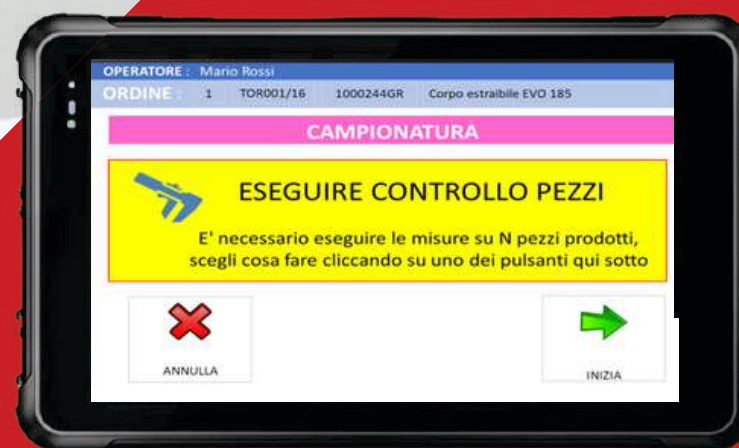 OPERATORE : Mario Rossi
ORDINE : 1 TOR001/16 1000244GR Corpo estraibile EVO 185
CAMPIONATURA
ESEGUIRE CONTROLLO PEZZI
E' necessario eseguire le misure su N pezzi prodotti,
scegli cosa fare cliccando su uno dei pulsanti qui sotto
ANNULLA
INIZIA